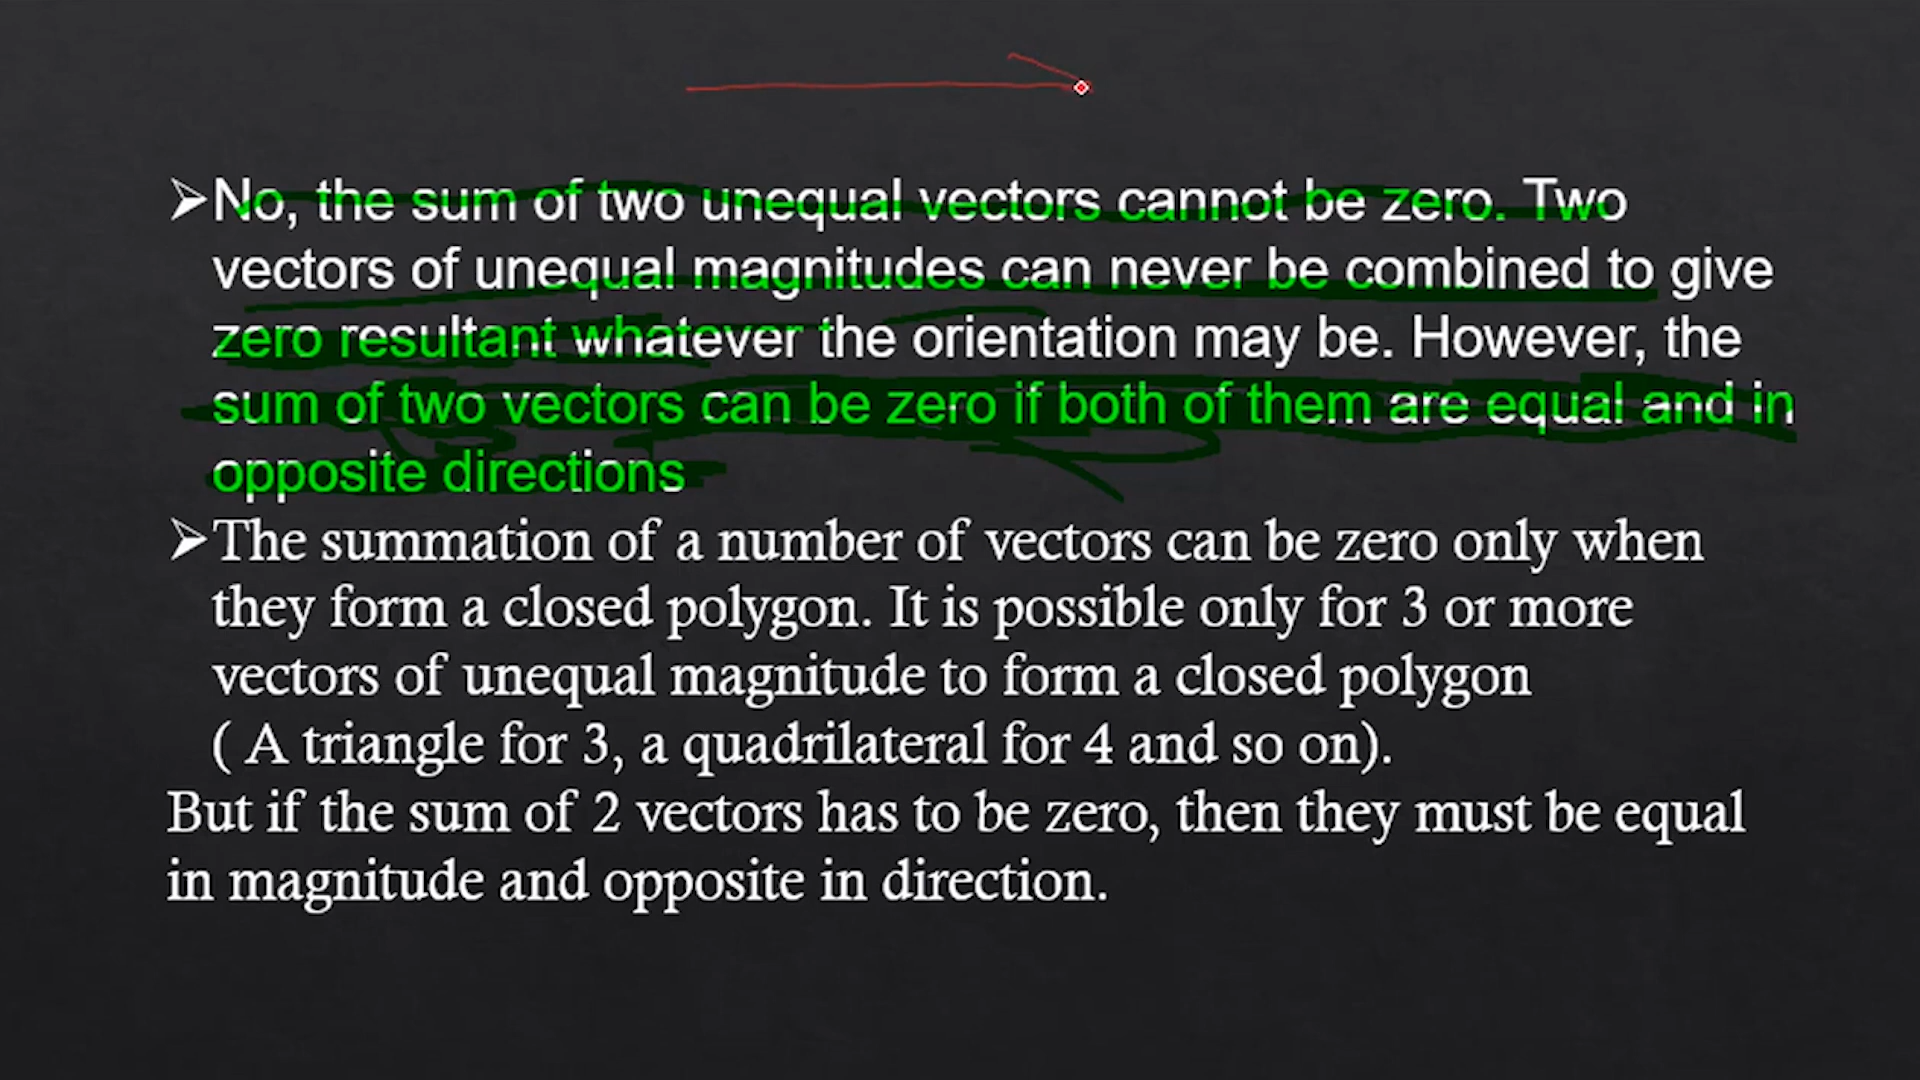 ➢No, the sum of two unequal vectors cannot be zero. Two
vectors of unequal magnitudes can never be combined to give
zero resultant whatever the orientation may be. However, the
sum of two vectors can be zero if both of them are equal and in
opposite directions
➢The summation of a number of vectors can be zero only when
they form a closed polygon. It is possible only for 3 or more
vectors of unequal magnitude to form a closed polygon
( A triangle for 3, a quadrilateral for 4 and so on).
But if the sum of 2 vectors has to be zero, then they must be equal
in magnitude and opposite in direction.